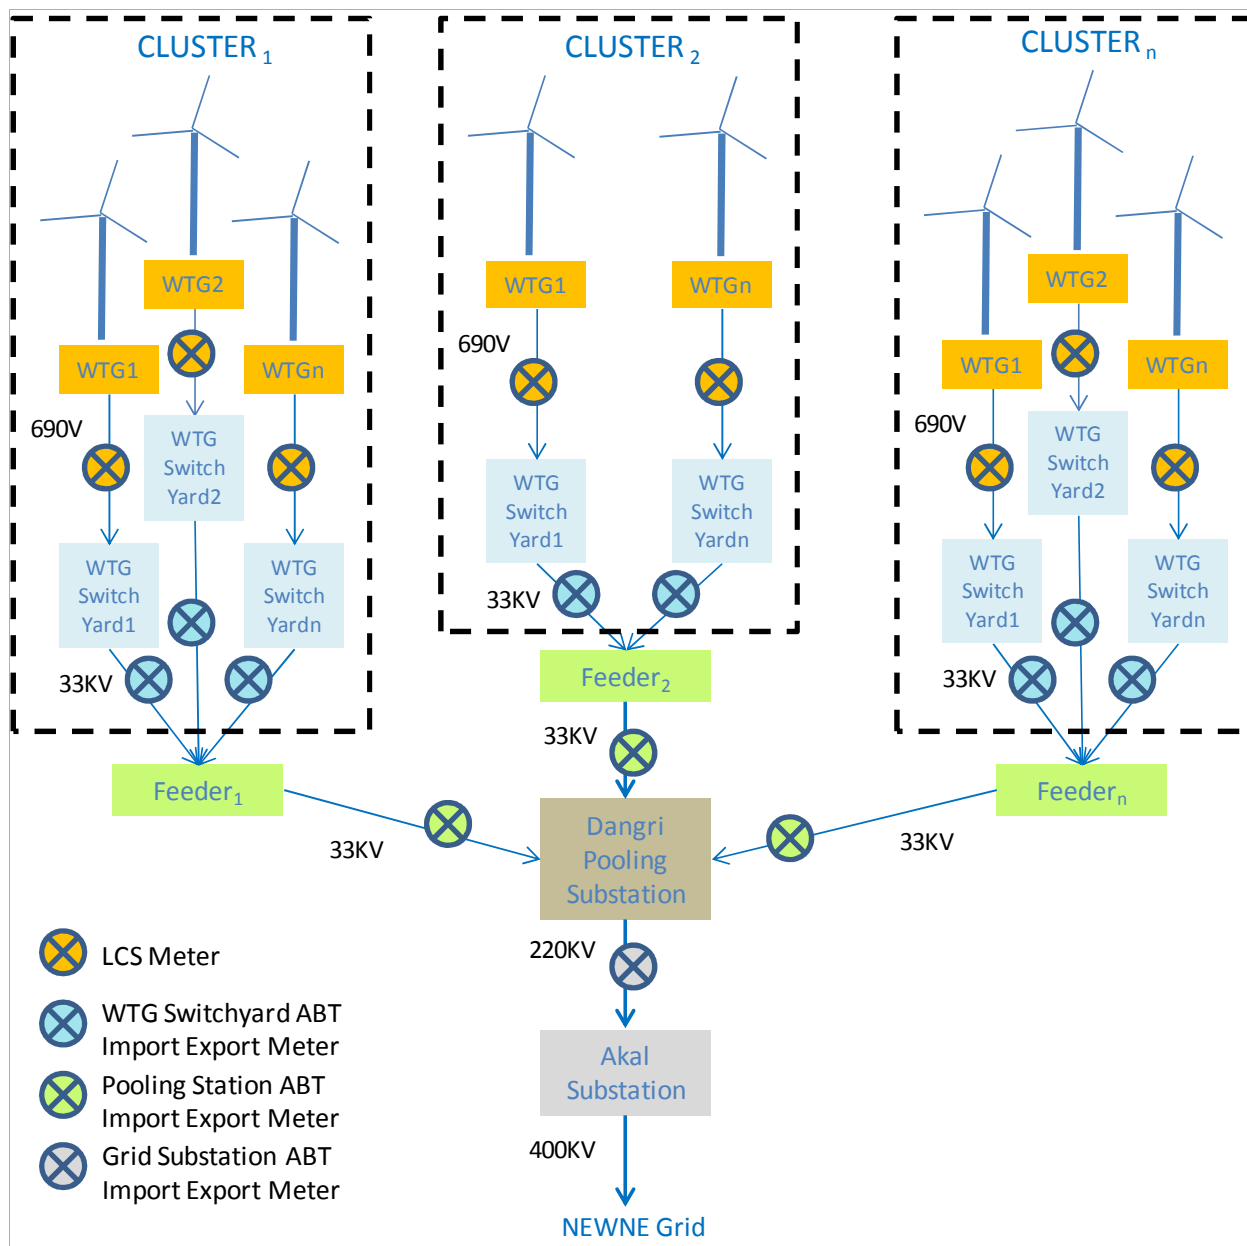 CLUSTER 1
WTG2
WTG1
WTGn
690V
WTG
Switch
Yard2
WTG
Switch
Yard1
WTG
Switch
Yardn
33KV
Feeder1
33KV
CLUSTER 2
WTG1
WTGn
690V
WTG
Switch
Yard1
WTG
Switch
Yardn
33KV
Feeder2
33KV
CLUSTER n
WTG2
WTG1
WTGn
690V
WTG
Switch
Yard2
WTG
Switch
Yard1
WTG
Switch
Yardn
33KV
Feedern
33KV
Dangri
Pooling
Substation
220KV
Akal
Substation
400KV
NEWNE Grid
LCS Meter
WTG Switchyard ABT
Import Export Meter
Pooling Station ABT
Import Export Meter
Grid Substation ABT
Import Export Meter